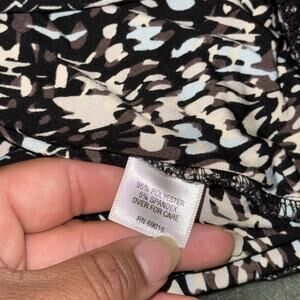 95% POLYESTER
5% SPANDEX
OVER FOR CARE
RN 69016